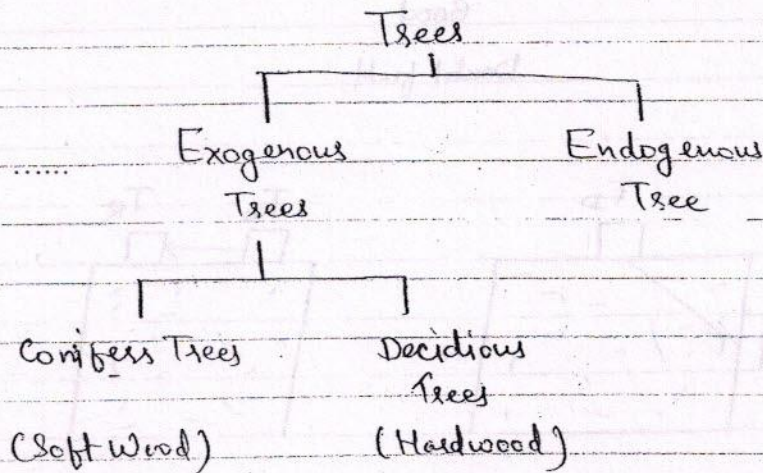 Trees
Exogenous Endogenous
Trees Tree
Conifers Trees Decidious
Trees
(Soft Wood) (Hardwood)